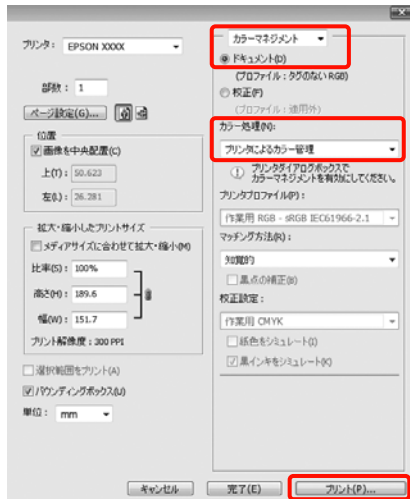 プリンタ: EPSON XXXX
部数: 1
ページ設定(G)...
位置
画像を中央配置(C)
上(T): 50.623
左(L): 26.281
拡大・縮小したプリントサイズ
メディアサイズに合わせて拡大・縮小(M)
比率(S): 100%
高さ(H): 189.6
幅(W): 151.7
プリント解像度: 300 PPI
選択範囲をプリント(A)
バウンディングボックス(U)
単位: mm
カラーマネジメント
ドキュメント(D)
(プロファイル: タグのない RGB)
校正(F)
(プロファイル: 適用外)
カラー処理(N):
プリンタによるカラー管理
プリンタダイアログボックスで
カラーマネジメントを有効にしてください。
プリンタプロファイル(P):
作業用 RGB - sRGB IEC61966-2.1
マッチング方法(R):
知覚的
黒点の補正(B)
校正設定:
作業用 CMYK
紙色をシミュレート(I)
黒インキをシミュレート(K)
キャンセル
完了(E)
プリント(P)...